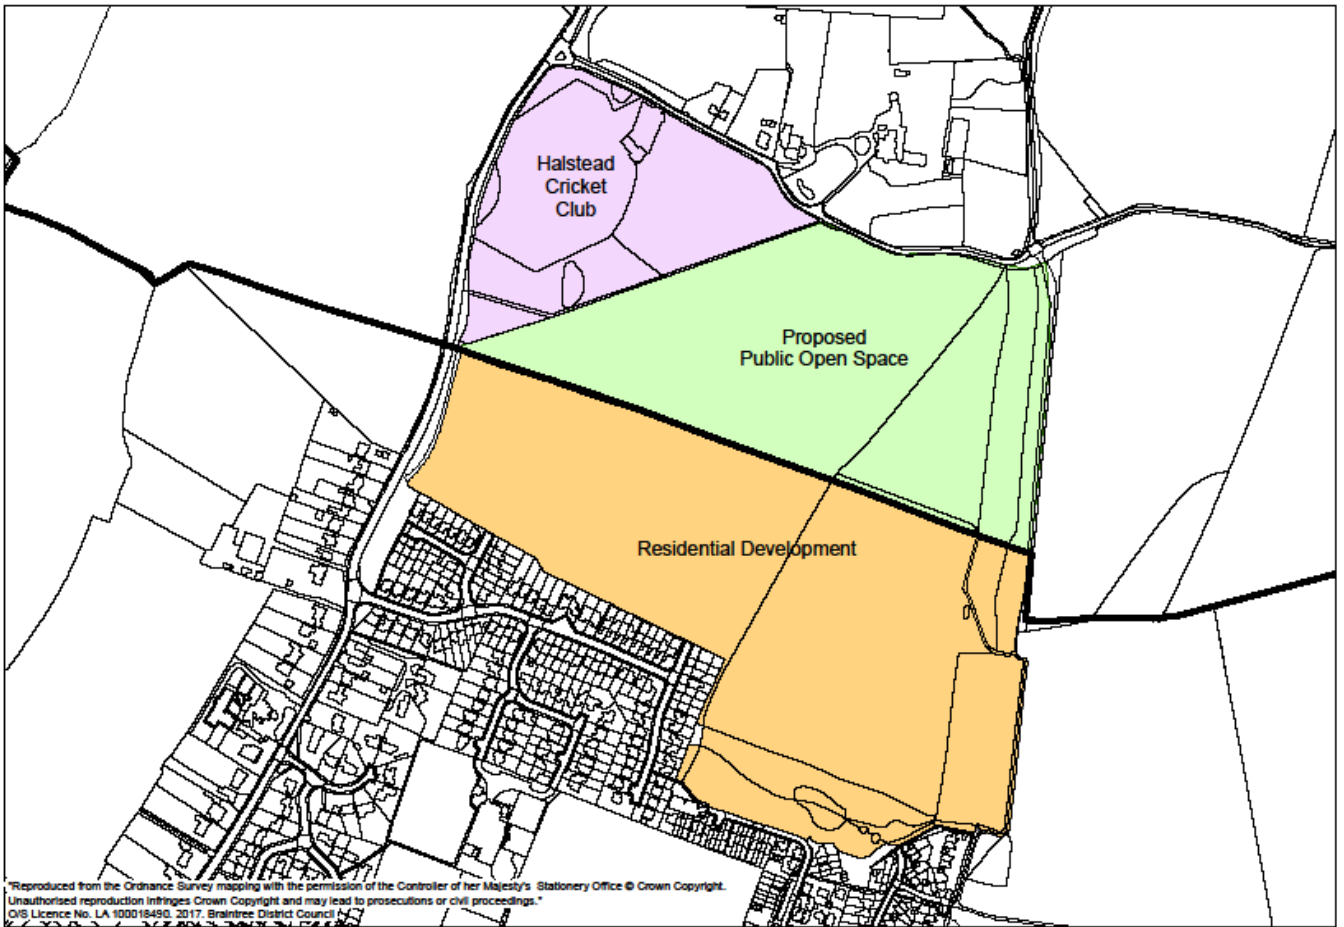 Halstead
Cricket
Club
Proposed
Public Open Space
Residential Development
"Reproduced from the Ordnance Survey mapping with the permission of the Controller of her Majesty's Stationery Office © Crown Copyright.
Unauthorised reproduction infringes Crown Copyright and may lead to prosecutions or civil proceedings."
O/S Licence No. LA 100018490. 2017. Braintree District Council